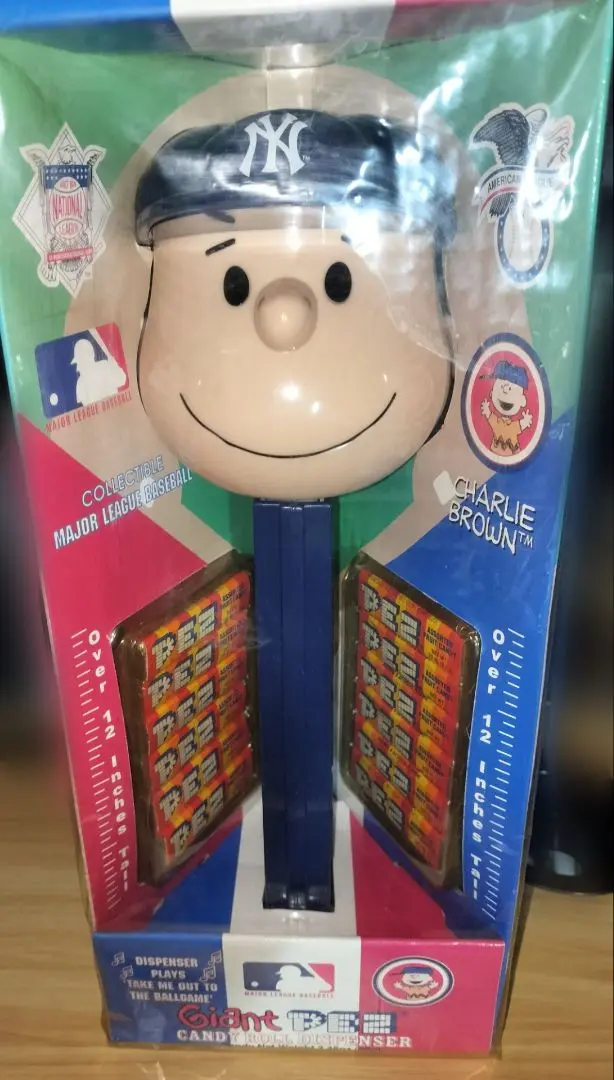 NY
NATIONAL
LEAGUE
AMERICAN LEAGUE
MAJOR LEAGUE BASEBALL
COLLECTIBLE
MAJOR LEAGUE BASEBALL
CHARLIE
BROWN™
Over 12 Inches Tall
Over 12 Inches Tall
PEZ
PEZ
PEZ
PEZ
PEZ
PEZ
PEZ
PEZ
PEZ
PEZ
PEZ
DISPENSER
PLAYS
'TAKE ME OUT TO
THE BALLGAME'
MAJOR LEAGUE BASEBALL
Giant PEZ
CANDY ROLL DISPENSER